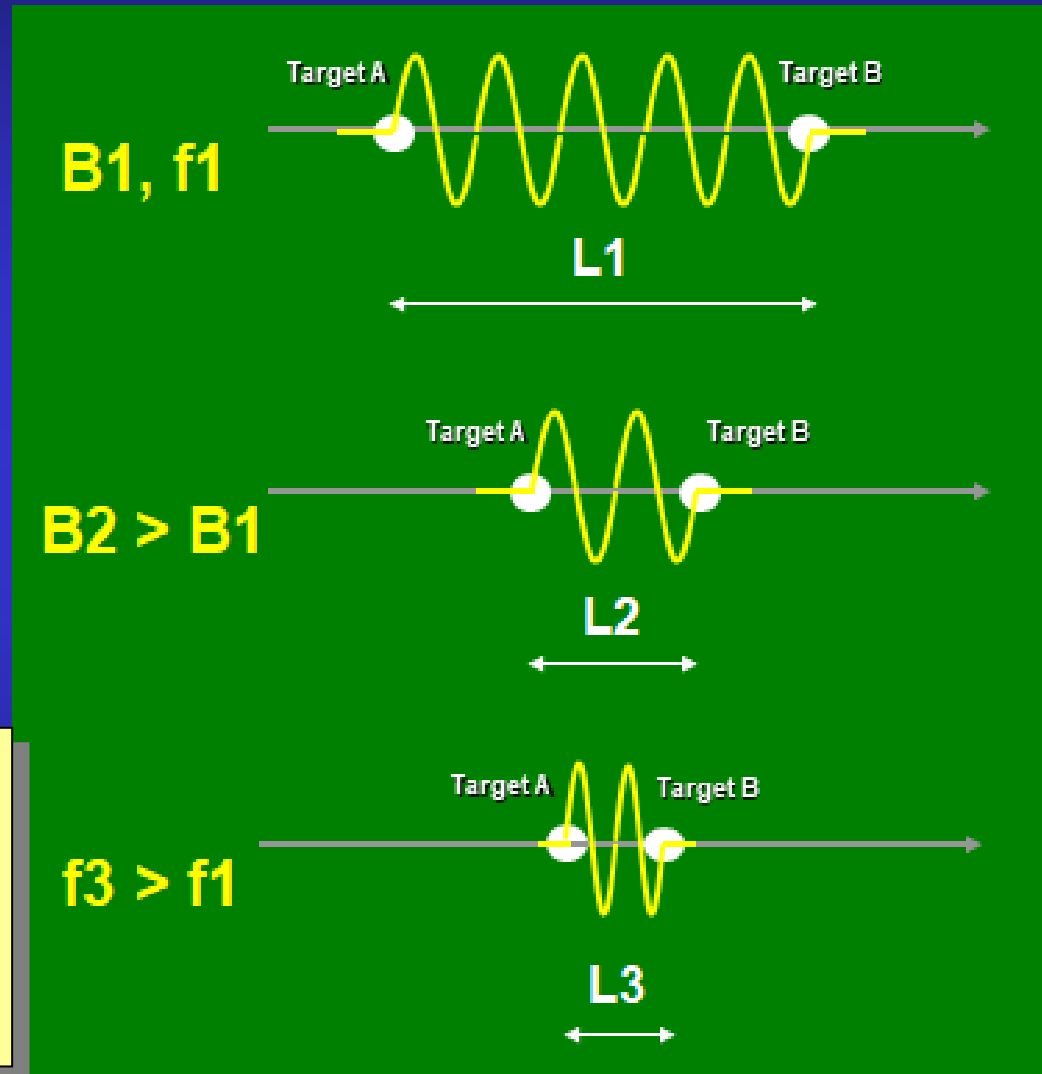 Target A Target B
B1, f1
L1
Target A Target B
B2 > B1
L2
Target A Target B
f3 > f1
L3